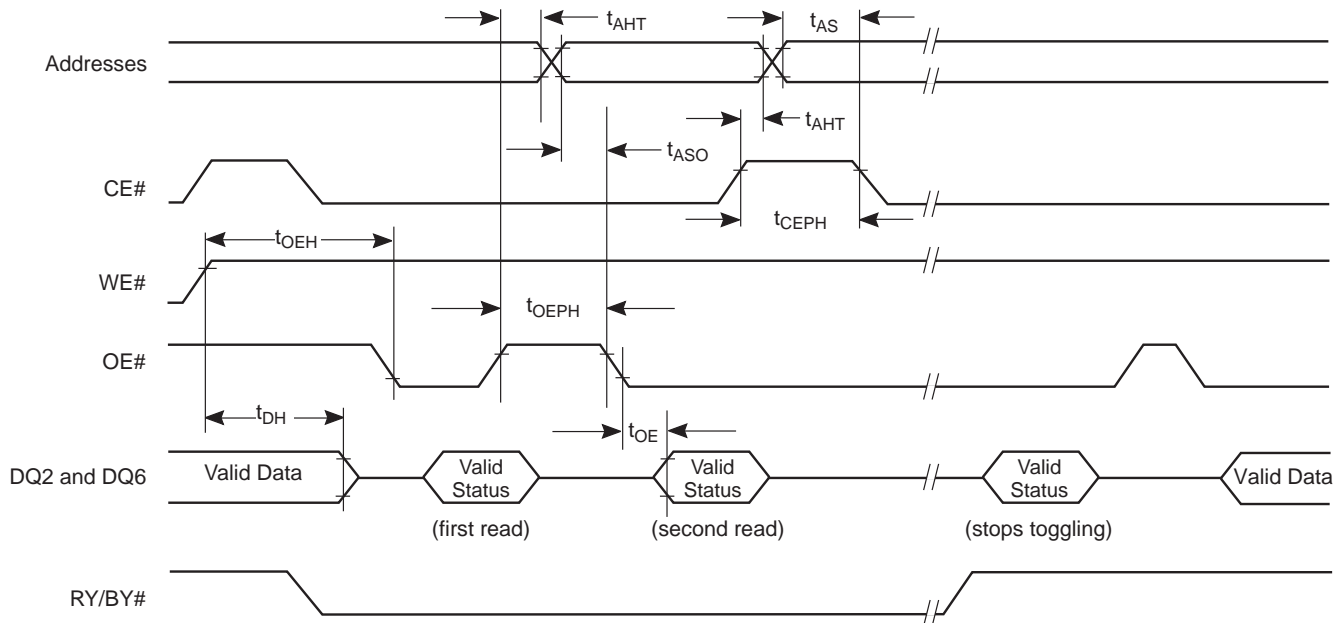 tAHT
tAS
Addresses
tAHT
tASO
CE#
tCEPH
tOEH
WE#
tOEPH
OE#
tDH
tOE
DQ2 and DQ6
Valid Data
Valid
Status
Valid
Status
Valid
Status
Valid Data
(first read)
(second read)
(stops toggling)
RY/BY#